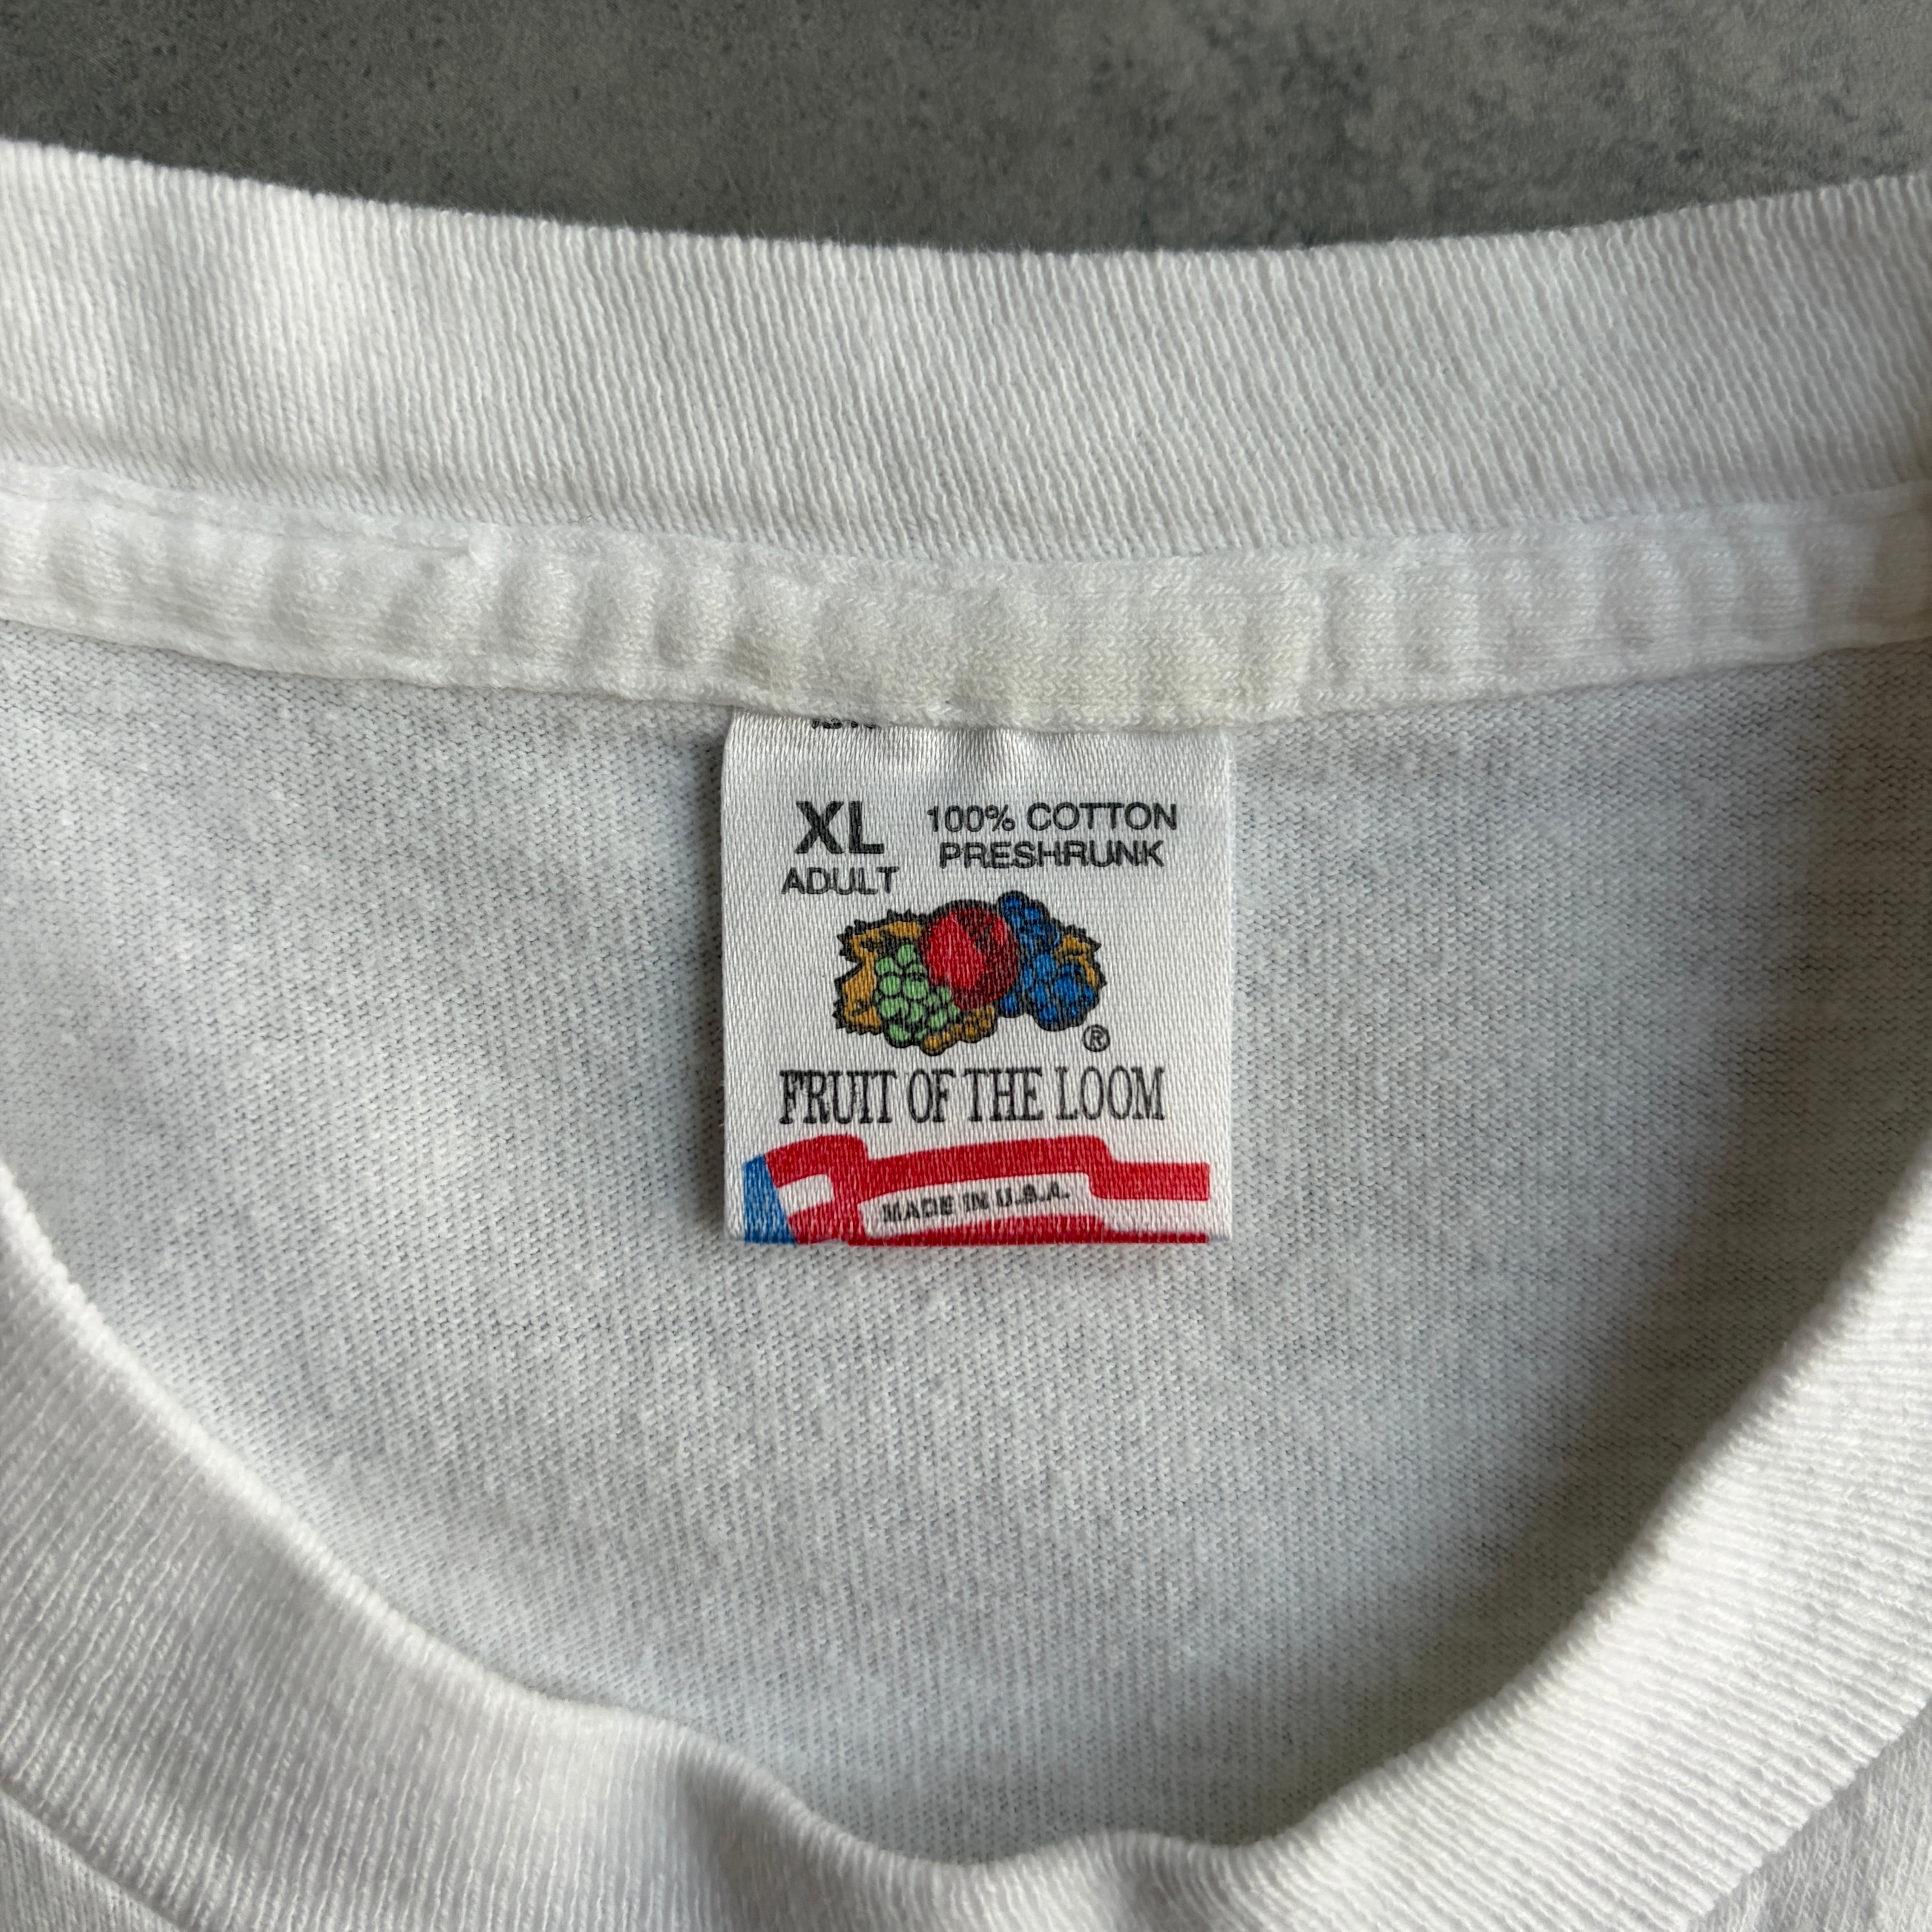 XL
ADULT
100% COTTON
PRESHRUNK
®
FRUIT OF THE LOOM
MADE IN U.S.A.